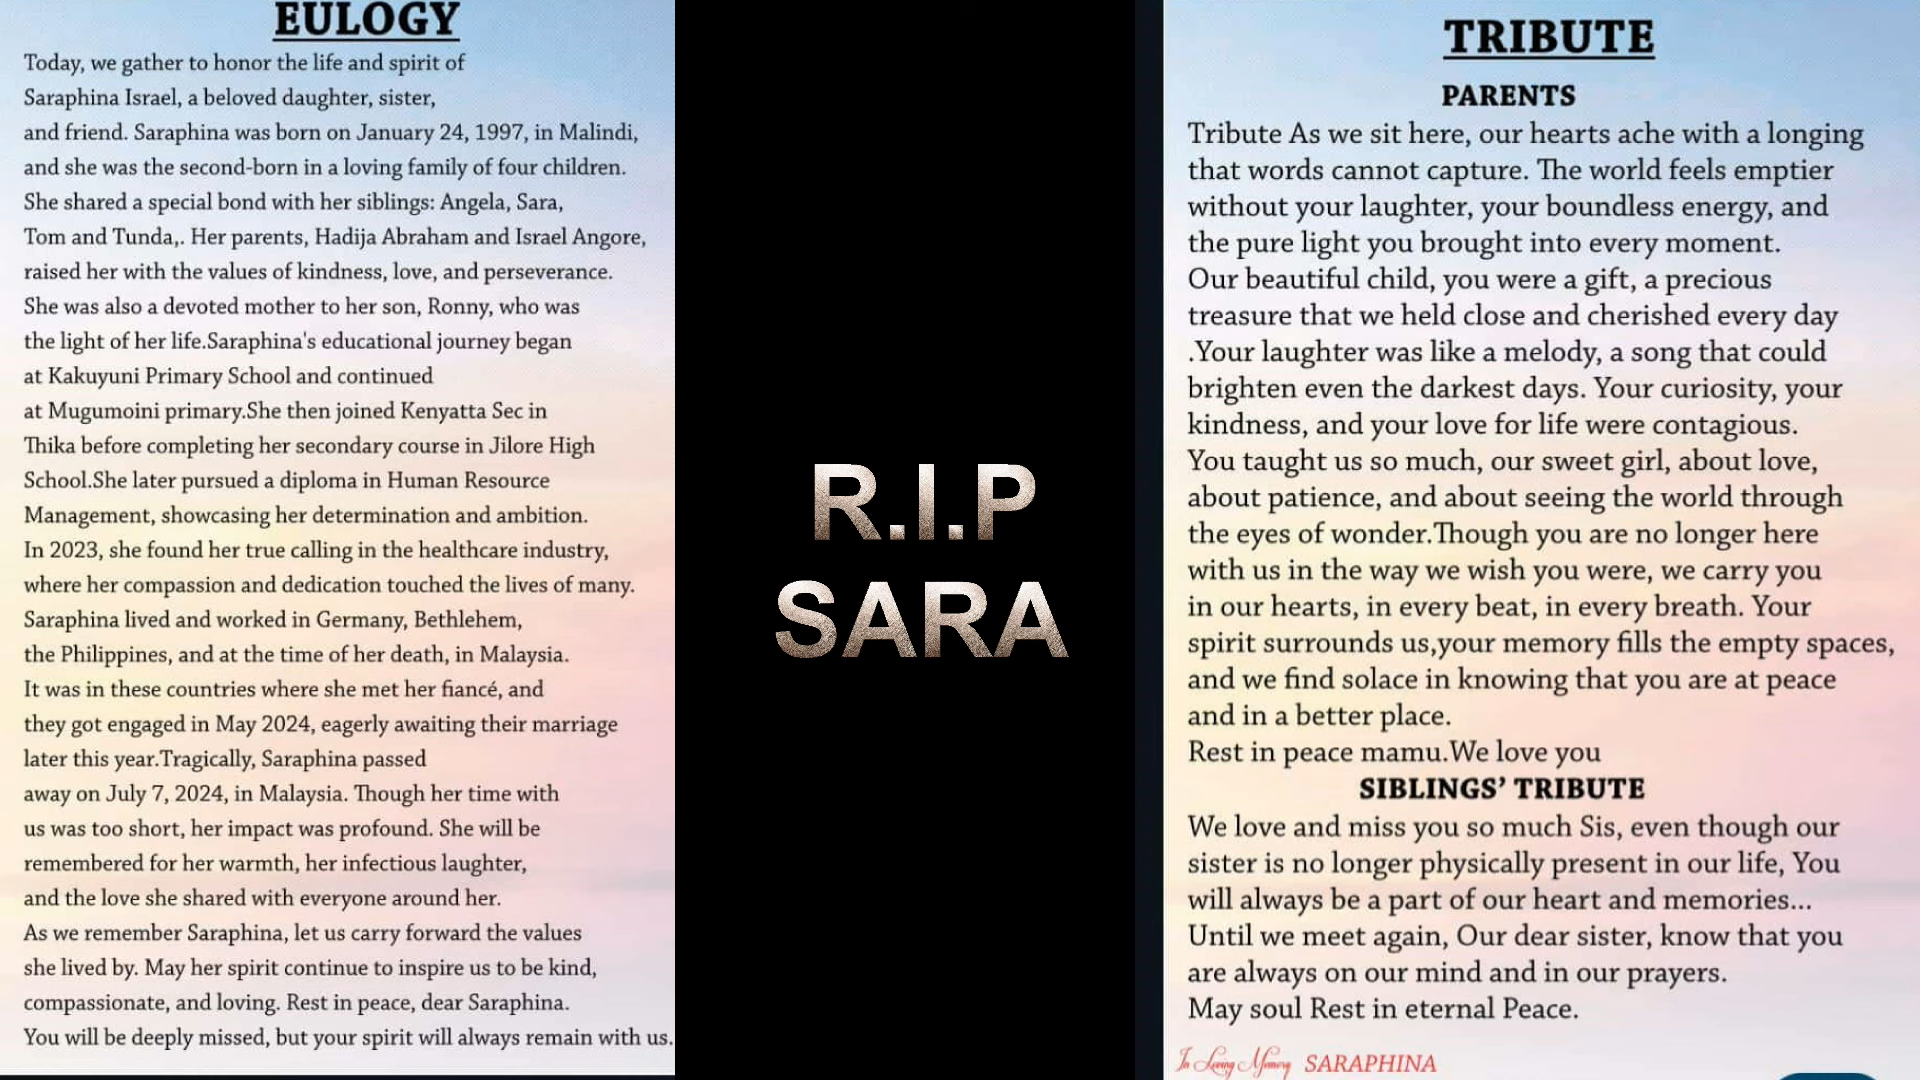 EULOGY
Today, we gather to honor the life and spirit of
Saraphina Israel, a beloved daughter, sister,
and friend. Saraphina was born on January 24, 1997, in Malindi,
and she was the second-born in a loving family of four children.
She shared a special bond with her siblings: Angela, Sara,
Tom and Tunda,. Her parents, Hadija Abraham and Israel Angore,
raised her with the values of kindness, love, and perseverance.
She was also a devoted mother to her son, Ronny, who was
the light of her life.Saraphina's educational journey began
at Kakuyuni Primary School and continued
at Mugumoini primary.She then joined Kenyatta Sec in
Thika before completing her secondary course in Jilore High
School.She later pursued a diploma in Human Resource
Management, showcasing her determination and ambition.
In 2023, she found her true calling in the healthcare industry,
where her compassion and dedication touched the lives of many.
Saraphina lived and worked in Germany, Bethlehem,
the Philippines, and at the time of her death, in Malaysia.
It was in these countries where she met her fiancé, and
they got engaged in May 2024, eagerly awaiting their marriage
later this year.Tragically, Saraphina passed
away on July 7, 2024, in Malaysia. Though her time with
us was too short, her impact was profound. She will be
remembered for her warmth, her infectious laughter,
and the love she shared with everyone around her.
As we remember Saraphina, let us carry forward the values
she lived by. May her spirit continue to inspire us to be kind,
compassionate, and loving. Rest in peace, dear Saraphina.
You will be deeply missed, but your spirit will always remain with us.
R.I.P
SARA
TRIBUTE
PARENTS
Tribute As we sit here, our hearts ache with a longing
that words cannot capture. The world feels emptier
without your laughter, your boundless energy, and
the pure light you brought into every moment.
Our beautiful child, you were a gift, a precious
treasure that we held close and cherished every day
.Your laughter was like a melody, a song that could
brighten even the darkest days. Your curiosity, your
kindness, and your love for life were contagious.
You taught us so much, our sweet girl, about love,
about patience, and about seeing the world through
the eyes of wonder.Though you are no longer here
with us in the way we wish you were, we carry you
in our hearts, in every beat, in every breath. Your
spirit surrounds us,your memory fills the empty spaces,
and we find solace in knowing that you are at peace
and in a better place.
Rest in peace mamu.We love you
SIBLINGS’ TRIBUTE
We love and miss you so much Sis, even though our
sister is no longer physically present in our life, You
will always be a part of our heart and memories...
Until we meet again, Our dear sister, know that you
are always on our mind and in our prayers.
May soul Rest in eternal Peace.
In Loving Memory SARAPHINA